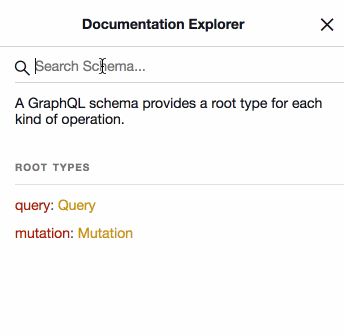 Documentation Explorer
Search Schema...
A GraphQL schema provides a root type for each
kind of operation.
ROOT TYPES
query: Query
mutation: Mutation